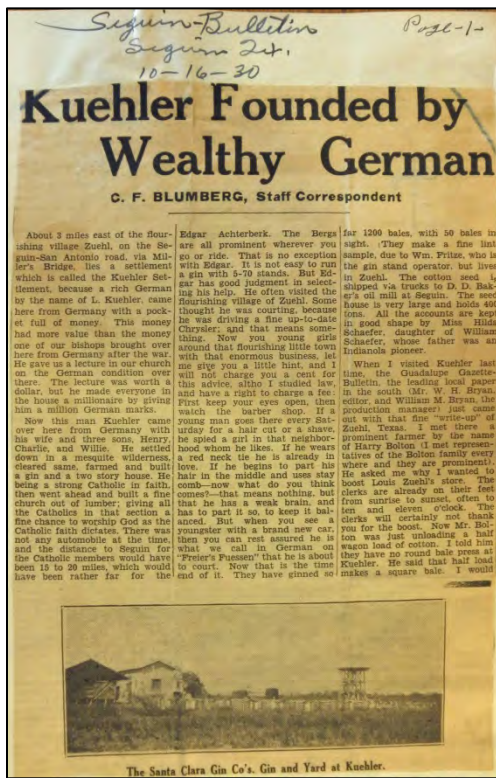 Seguin-Bulletin
Page-1-
Seguin Tex.
10-16-30
Kuehler Founded by
Wealthy German
C. F. BLUMBERG, Staff Correspondent
About 3 miles east of the flour-
ishing village Zuehl, on the Se-
guin-San Antonio road, via Mil-
ler's Bridge, lies a settlement
which is called the Kuehler Set-
tlement, because a rich German
by the name of L. Kuehler, came
here from Germany with a pock-
et full of money. This money
had more value than the money
one of our bishops brought over
here from Germany after the war.
He gave us a lecture in our church
on the German condition over
there. The lecture was worth a
dollar, but he made everyone in
the house a millionaire by giving
him a million German marks.
Now this man Kuehler came
over here from Germany with
his wife and three sons, Henry,
Charlie, and Willie. He settled
down in a mesquite wilderness,
cleared same, farmed and built
a gin and a two story house. He
being a strong Catholic in faith,
then went ahead and built a fine
church out of lumber; giving all
the Catholics in that section a
fine chance to worship God as the
Catholic faith dictates. There was
not any automobile at the time,
and the distance to Seguin for
the Catholic members would have
been 15 to 20 miles, which would
have been rather far for the
Edgar Achterberk. The Bergs
are all prominent wherever you
go or ride. That is no exception
with Edgar. It is not easy to run
a gin with 5-70 stands. But Ed-
gar has good judgment in select-
ing his help. He often visited the
flourishing village of Zuehl. Some
thought he was courting, because
he was driving a fine up-to-date
Chrysler; and that means some-
thing. Now you young girls
around that flourishing little town
with that enormous business, let
me give you a little hint, and I
will not charge you a cent for
this advice, altho I studied law,
and have a right to charge a fee:
First keep your eyes open, then
watch the barber shop. If a
young man goes there every Sat-
urday for a hair cut or a shave,
he spied a girl in that neighbor-
hood whom he likes. If he wears
a red neck tie he is already in
love. If he begins to part his
hair in the middle and uses stay
comb—now what do you think
comes?—that means nothing, but
that he has a weak brain, and
has to part it so, to keep it bal-
anced. But when you see a
youngster with a brand new car,
then you can rest assured he is
what we call in German on
"Freier's Fuessen" that he is about
to court. Now that is the time
end of it. They have ginned so
far 1200 bales, with 50 bales in
sight. They make a fine lint
sample, due to Wm. Fritze, who is
the gin stand operator, but lives
in Zuehl. The cotton seed is
shipped via trucks to D. D. Bak-
er's oil mill at Seguin. The seed
house is very large and holds 400
tons. All the accounts are kept
in good shape by Miss Hilda
Schaefer, daughter of William
Schaefer, whose father was an
Indianola pioneer.
When I visited Kuehler last
time, the Guadalupe Gazette-
Bulletin, the leading local paper
in the south (Mr. W. H. Bryan,
editor, and William M. Bryan, the
production manager) just came
out with that fine "write-up" of
Zuehl, Texas. I met there a
prominent farmer by the name
of Harry Bolton (I met represen-
tatives of the Bolton family every
where and they are prominent).
He asked me why I wanted to
boost Louis Zuehl's store. The
clerks are already on their feet
from sunrise to sunset, often to
ten and eleven o'clock. The
clerks will certainly not thank
you for the boost. Now Mr. Bol-
ton was just unloading a half
wagon load of cotton. I told him
they have no round bale press at
Kuehler. He said that half load
makes a square bale. I would
The Santa Clara Gin Co's. Gin and Yard at Kuehler.